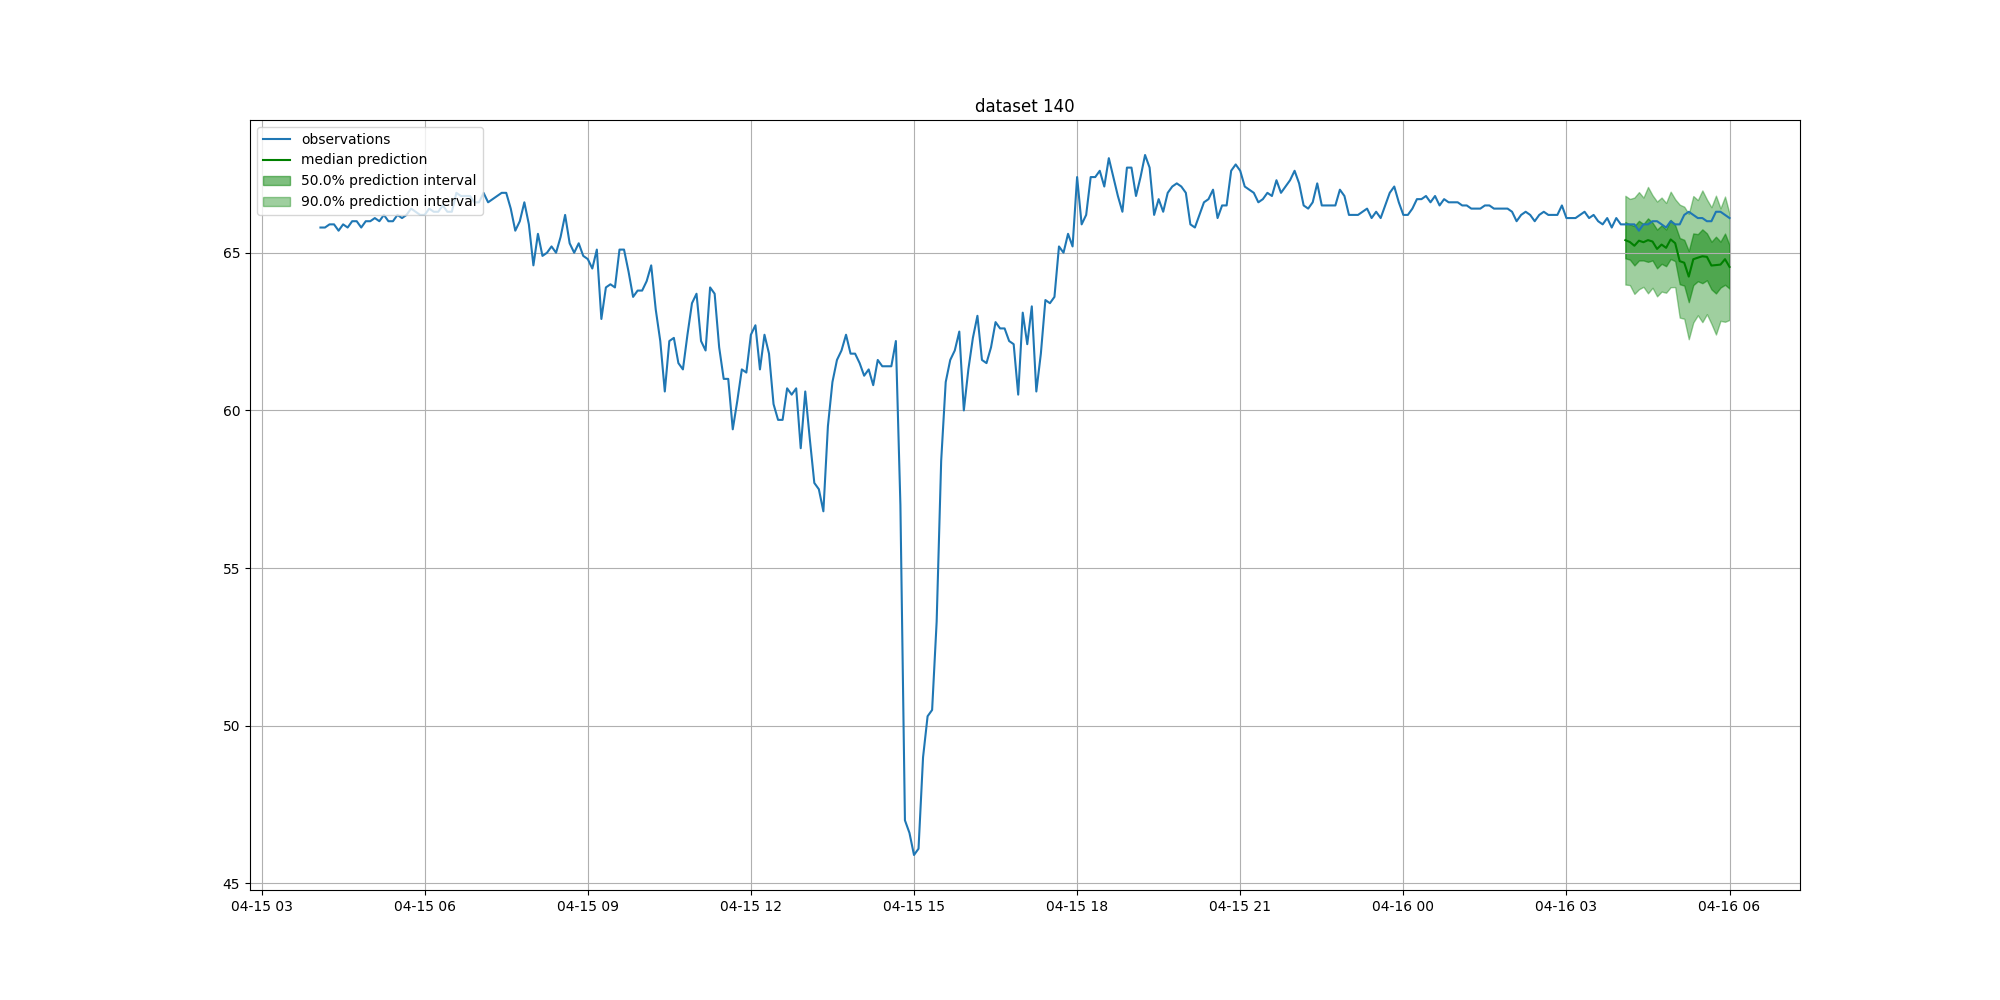 dataset 140
observations
median prediction
50.0% prediction interval
90.0% prediction interval
65
60
55
50
45
04-15 03 04-15 06 04-15 09 04-15 12 04-15 15 04-15 18 04-15 21 04-16 00 04-16 03 04-16 06